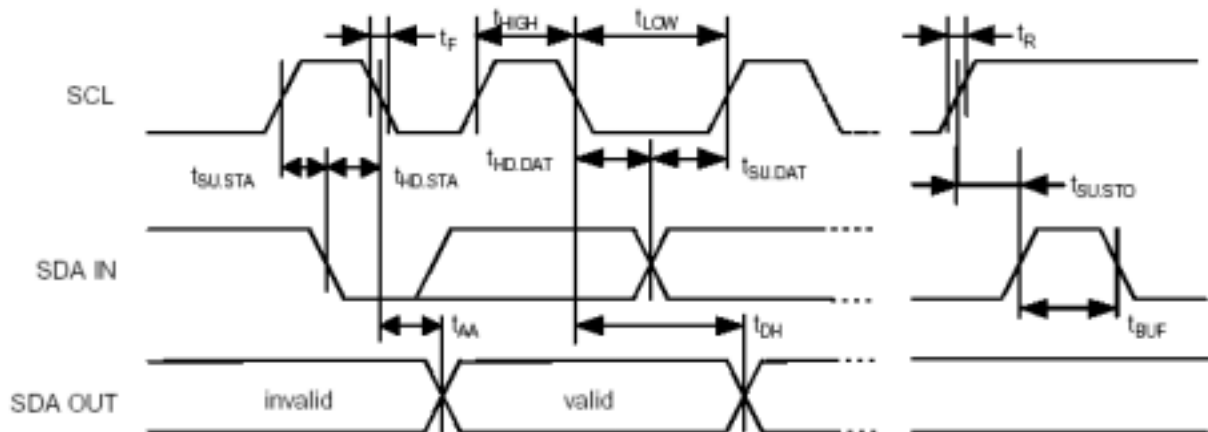 tF
tHIGH
tLOW
tR
SCL
tSU.STA
tHD.STA
tHD.DAT
tSU.DAT
tSU.STO
SDA IN
tAA
tDH
tBUF
SDA OUT
invalid
valid